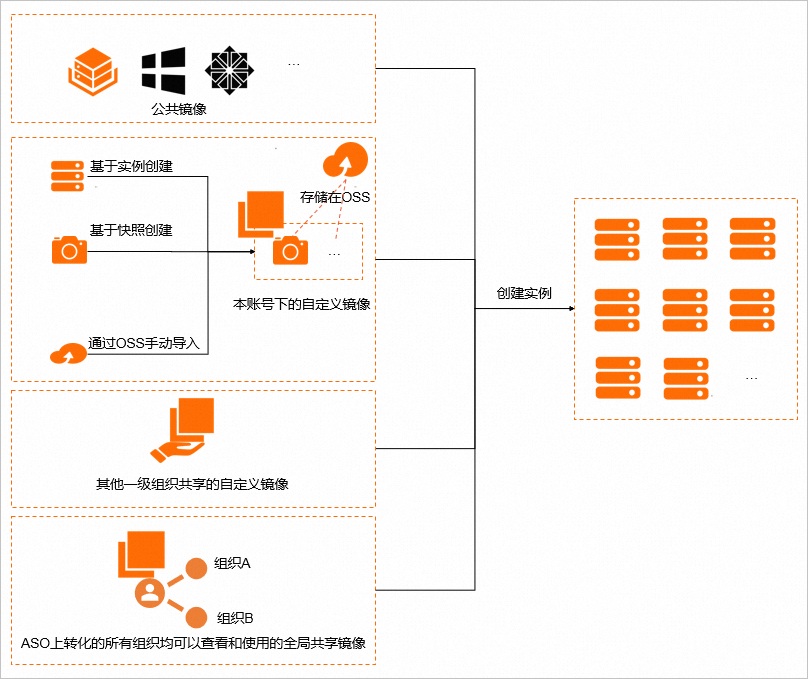 …
公共镜像
基于实例创建
存储在OSS
基于快照创建
…
本账号下的自定义镜像
通过OSS手动导入
其他一级组织共享的自定义镜像
组织A
组织B
ASO上转化的所有组织均可以查看和使用的全局共享镜像
创建实例
…